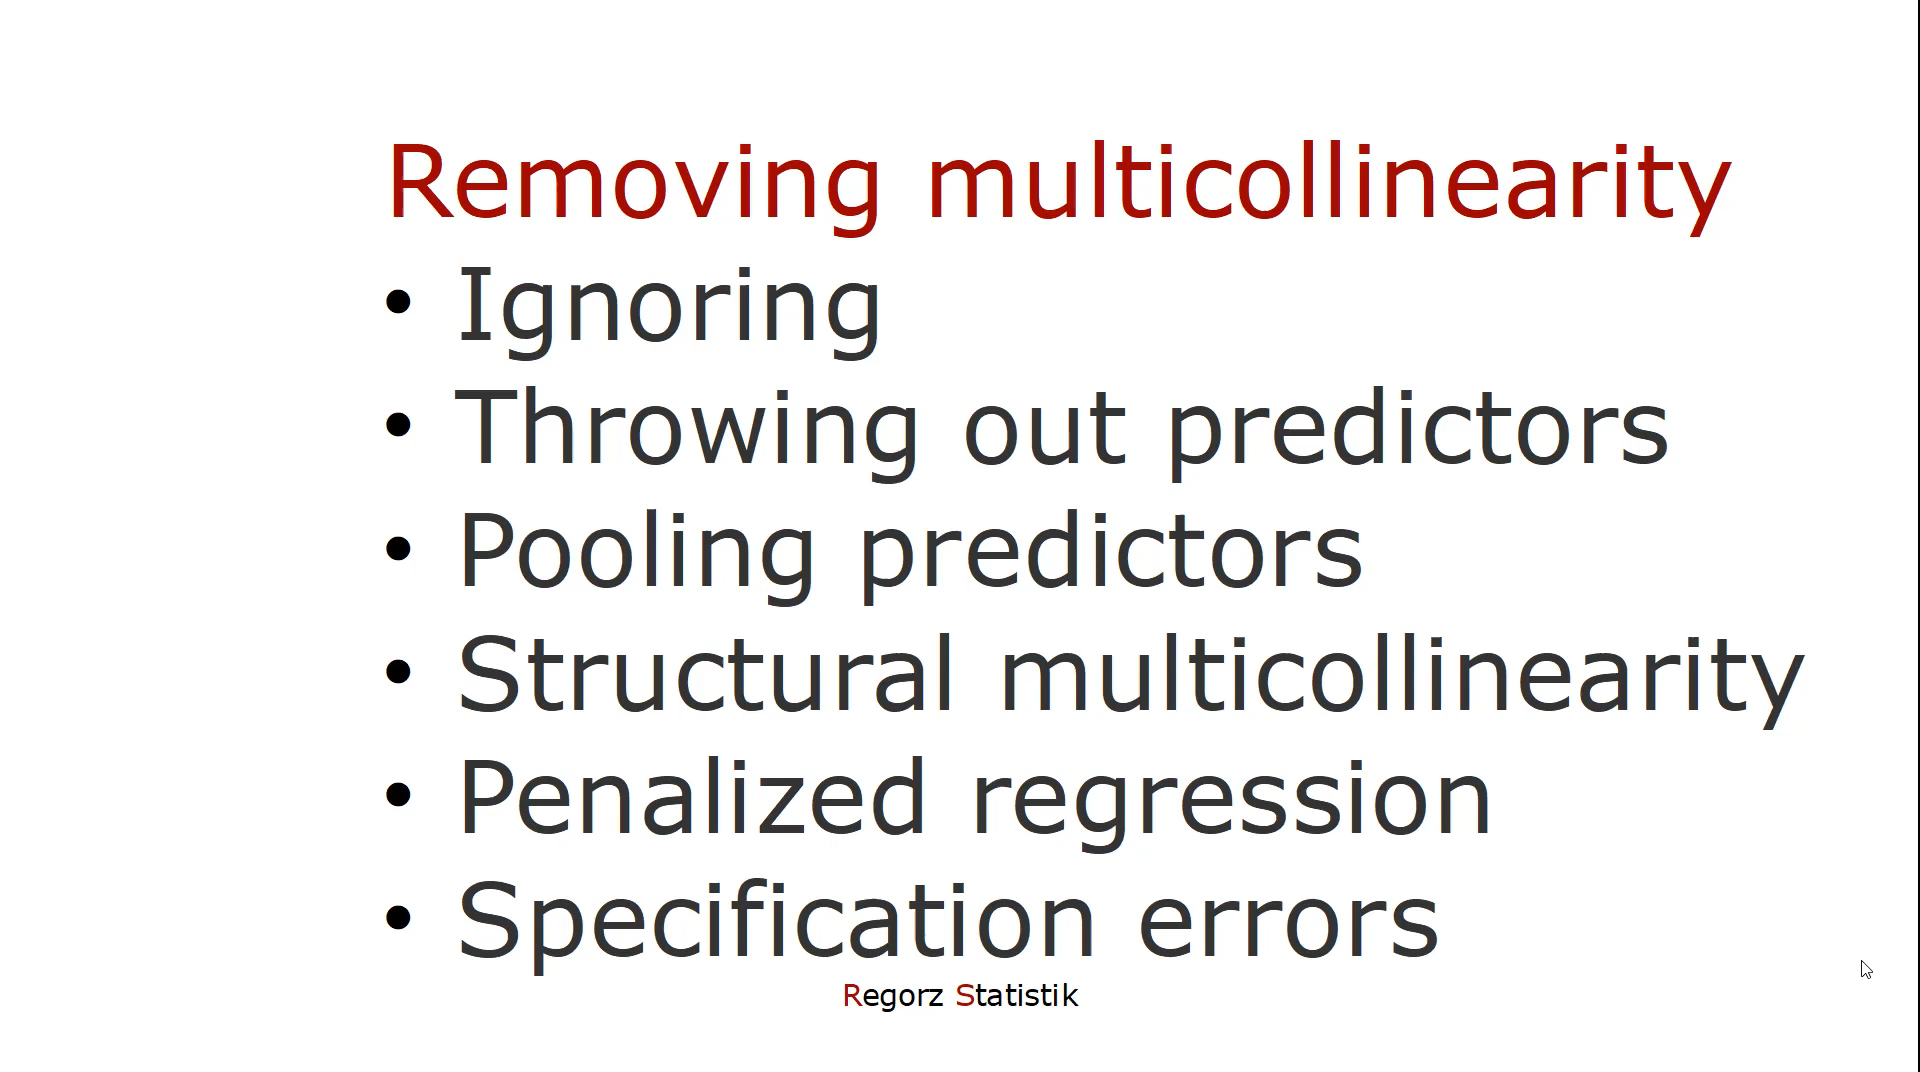 Removing multicollinearity
• Ignoring
• Throwing out predictors
• Pooling predictors
• Structural multicollinearity
• Penalized regression
• Specification errors
Regorz Statistik